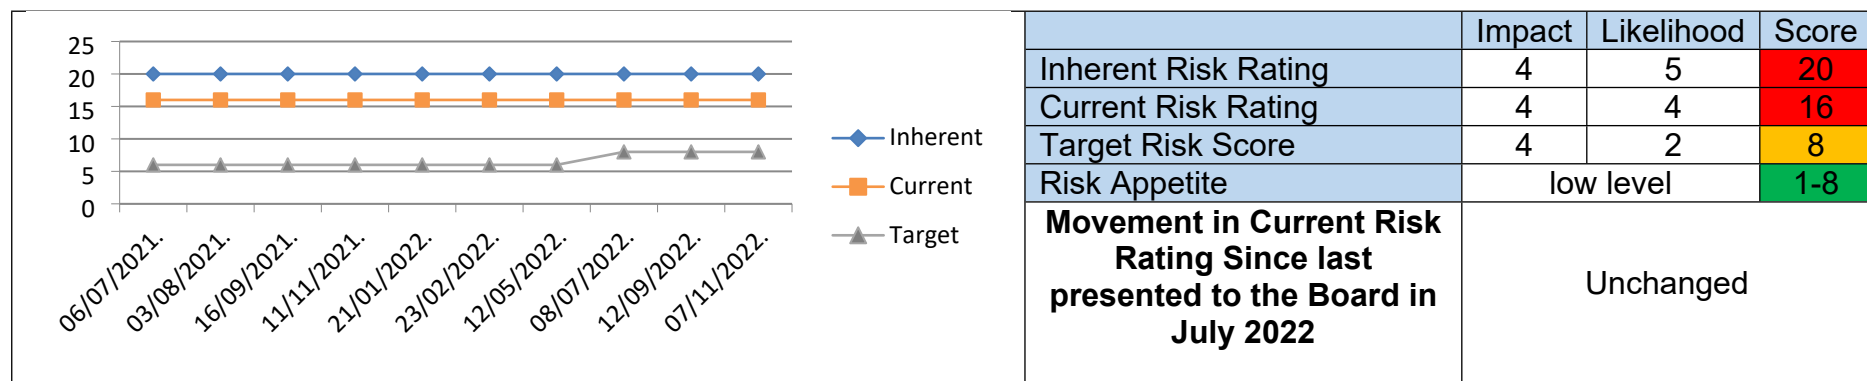 25
20
15
10
5
0
06/07/2021.
03/08/2021.
16/09/2021.
11/11/2021.
21/01/2022.
23/02/2022.
12/05/2022.
08/07/2022.
12/09/2022.
07/11/2022.
Inherent
Current
Target
Impact Likelihood Score
Inherent Risk Rating 4 5 20
Current Risk Rating 4 4 16
Target Risk Score 4 2 8
Risk Appetite low level 1-8
Movement in Current Risk
Rating Since last
presented to the Board in
July 2022
Unchanged